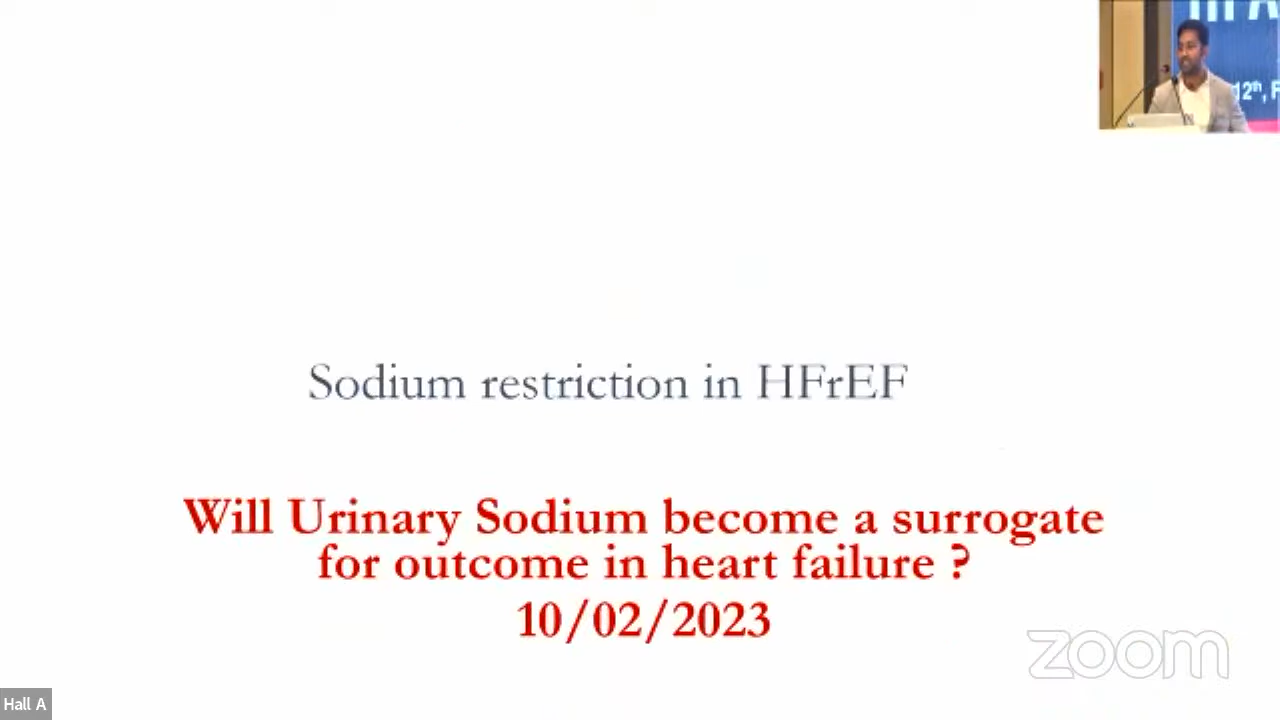 12th, F
Sodium restriction in HFrEF
Will Urinary Sodium become a surrogate
for outcome in heart failure ?
10/02/2023
zoom
Hall A